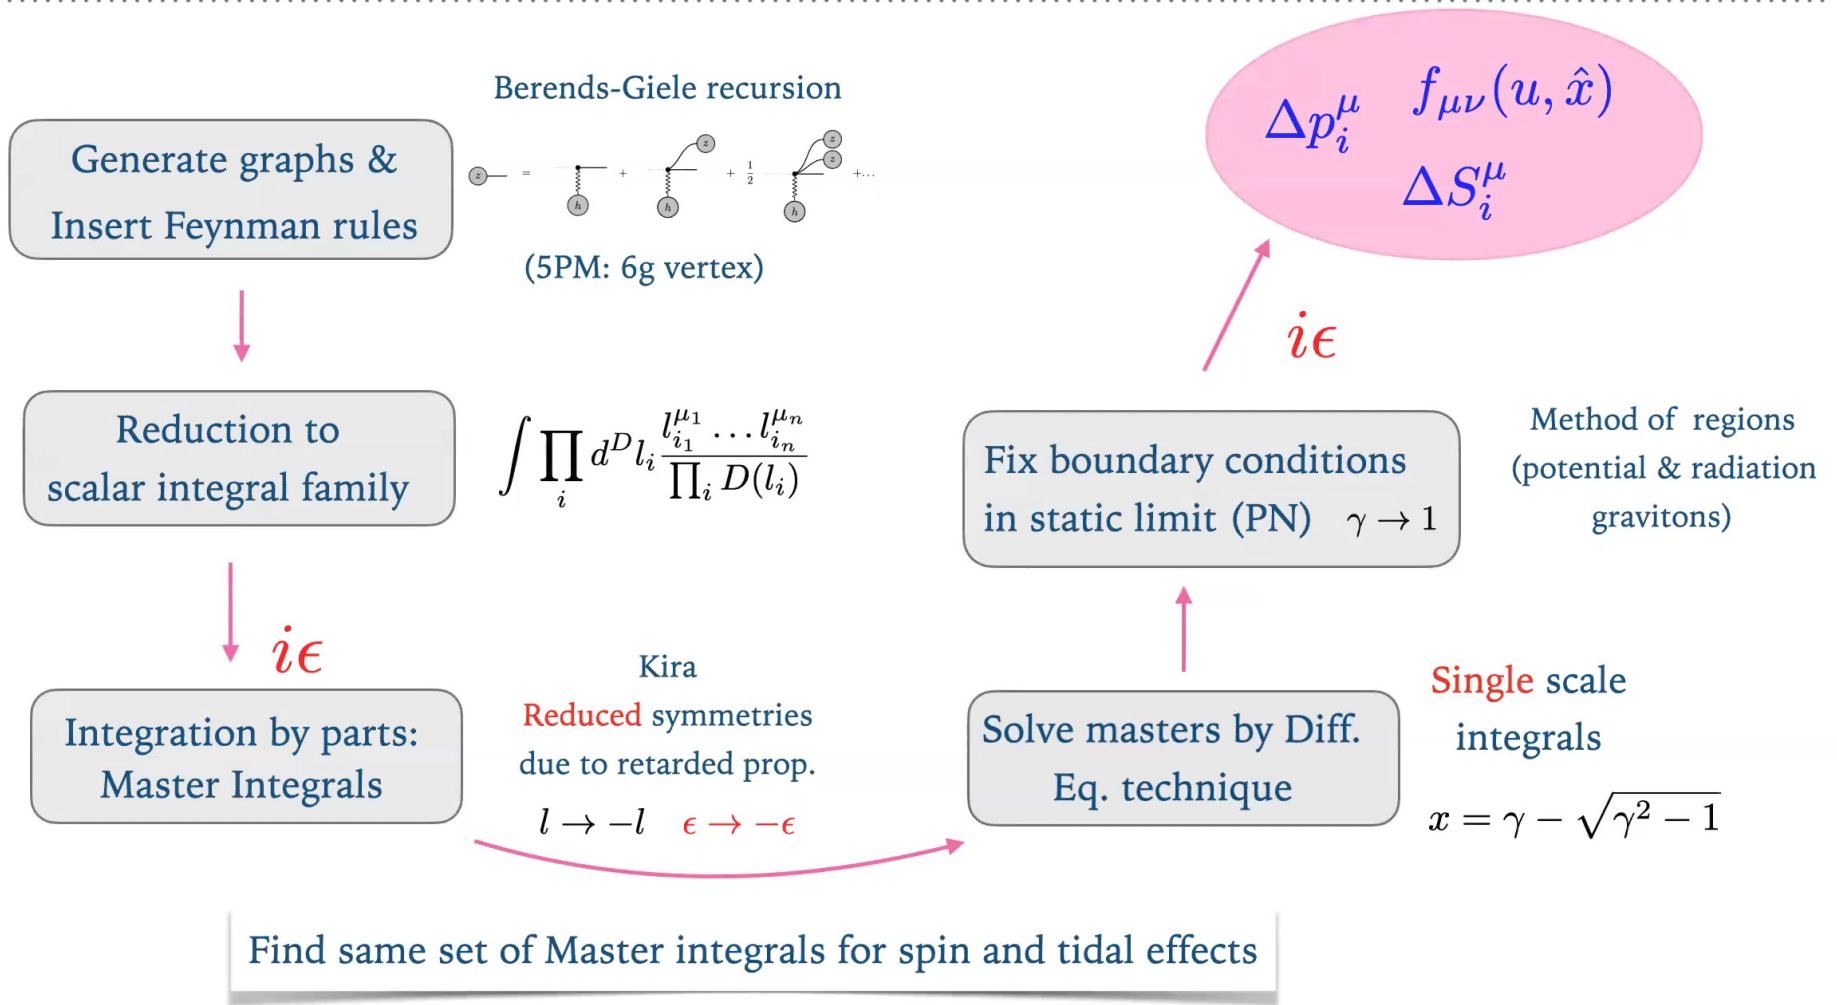 Berends-Giele recursion
Generate graphs &
Insert Feynman rules
z = h + z h + 1/2 z z h +...
(5PM: 6g vertex)
Reduction to
scalar integral family
∫ ∏_i d^D l_i (l_{i_1}^{μ_1} … l_{i_n}^{μ_n}) / (∏_i D(l_i))
iϵ
Integration by parts:
Master Integrals
Kira
Reduced symmetries
due to retarded prop.
l → −l ϵ → −ϵ
Solve masters by Diff.
Eq. technique
Single scale
integrals
x = γ − √(γ² − 1)
Fix boundary conditions
in static limit (PN) γ → 1
Method of regions
(potential & radiation
gravitons)
iϵ
Δp_i^μ f_{μν}(u, x̂)
ΔS_i^μ
Find same set of Master integrals for spin and tidal effects